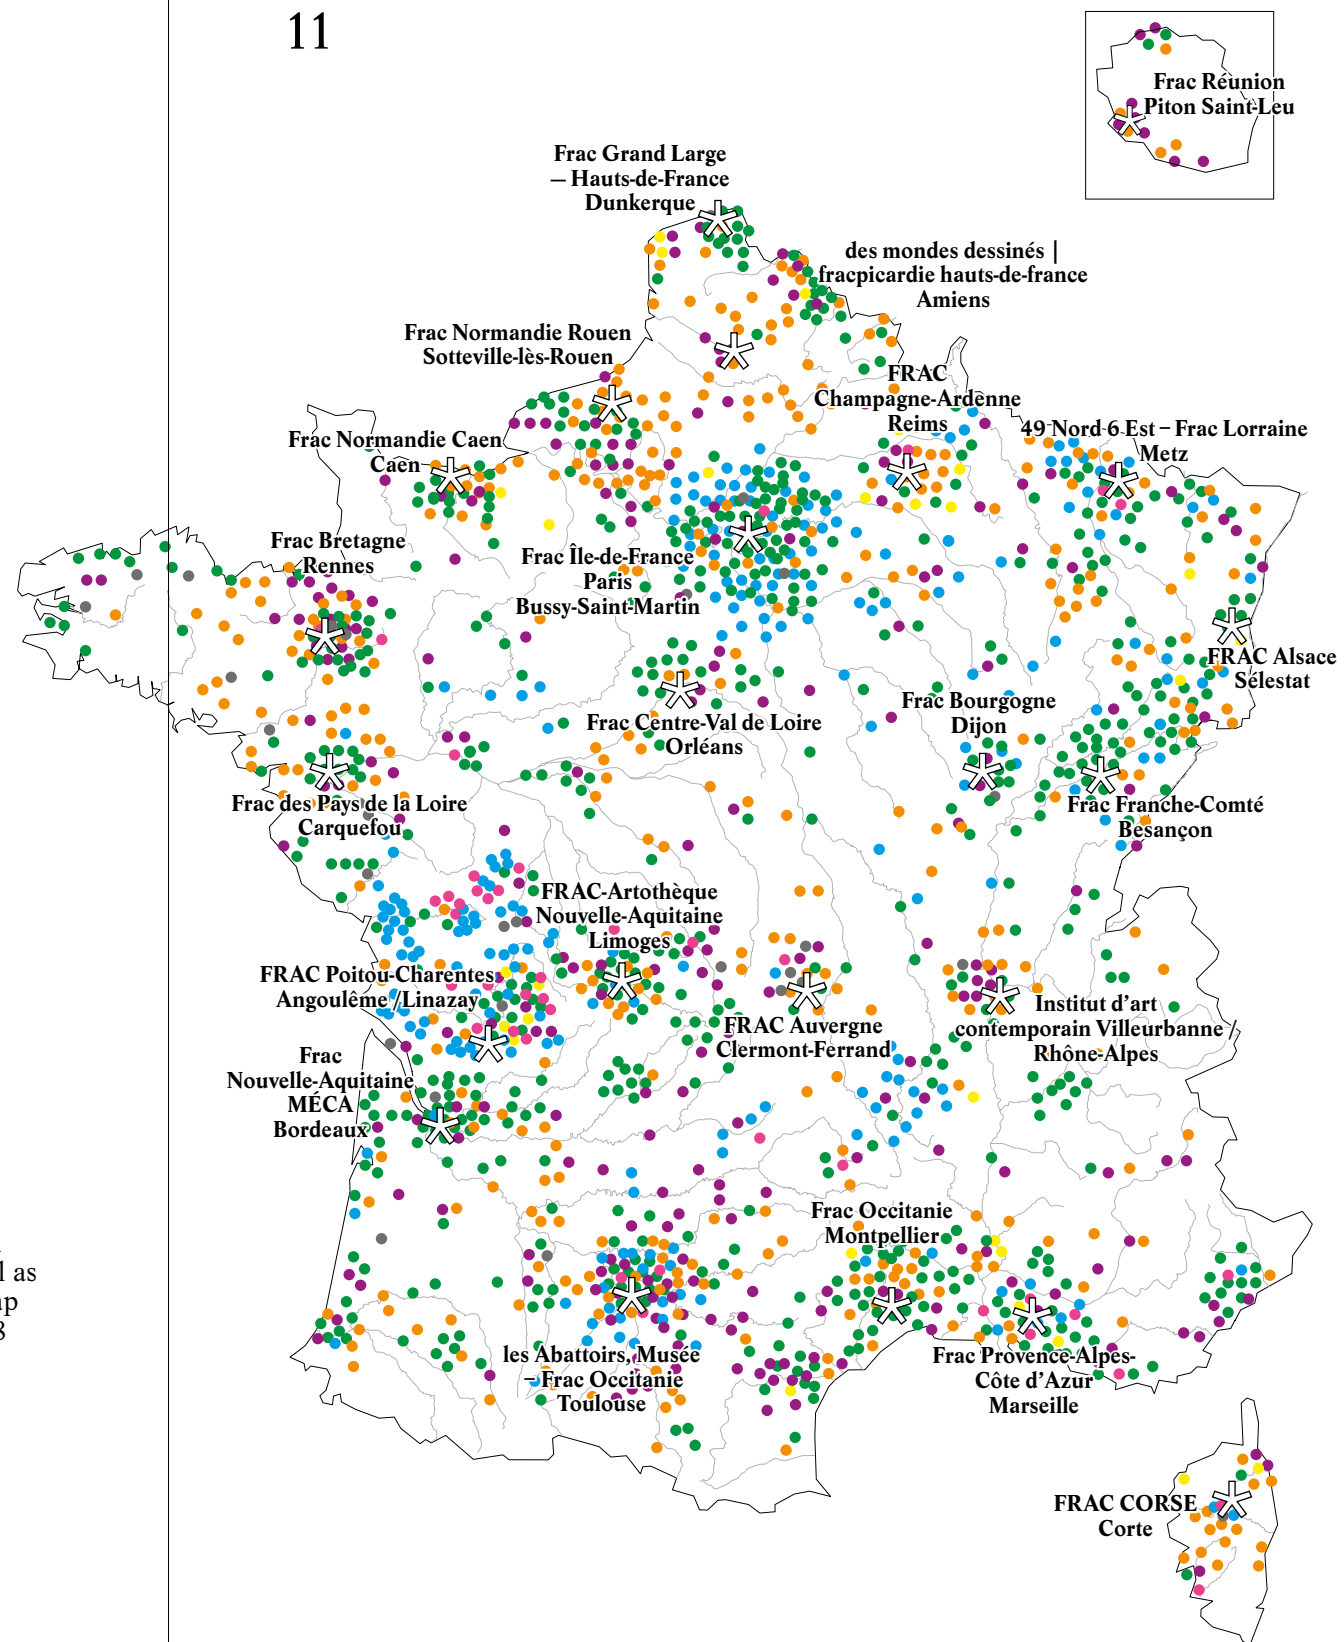 11
Frac Réunion
Piton Saint-Leu
Frac Grand Large
— Hauts-de-France
Dunkerque
des mondes dessinés |
fracpicardie hauts-de-france
Amiens
Frac Normandie Rouen
Sotteville-lès-Rouen
FRAC
Champagne-Ardenne
Reims
49 Nord 6 Est – Frac Lorraine
Metz
Frac Normandie Caen
Caen
Frac Bretagne
Rennes
Frac Île-de-France
Paris
Bussy-Saint-Martin
FRAC Alsace
Sélestat
Frac Bourgogne
Dijon
Frac Centre-Val de Loire
Orléans
Frac des Pays de la Loire
Carquefou
Frac Franche-Comté
Besançon
FRAC-Artothèque
Nouvelle-Aquitaine
Limoges
FRAC Poitou-Charentes
Angoulême /Linazay
Institut d’art
contemporain Villeurbanne /
Rhône-Alpes
FRAC Auvergne
Clermont-Ferrand
Frac
Nouvelle-Aquitaine
MÉCA
Bordeaux
Frac Occitanie
Montpellier
l as
8
les Abattoirs, Musée
– Frac Occitanie
Toulouse
Frac Provence-Alpes-
Côte d’Azur
Marseille
FRAC CORSE
Corte